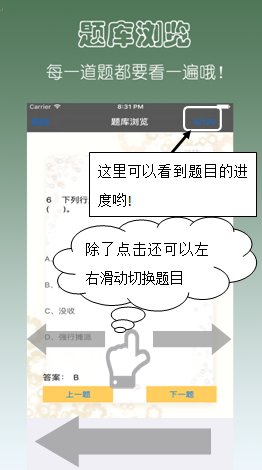 题库浏览
每一道题都要看一遍哦!
Carrier 8:31 PM
题库浏览
这里可以看到题目的进
度哟!
6 下列行
( )。
除了点击还可以左
右滑动切换题目
A、
C、没收
D、强行摊派
答案: B
上一题 下一题